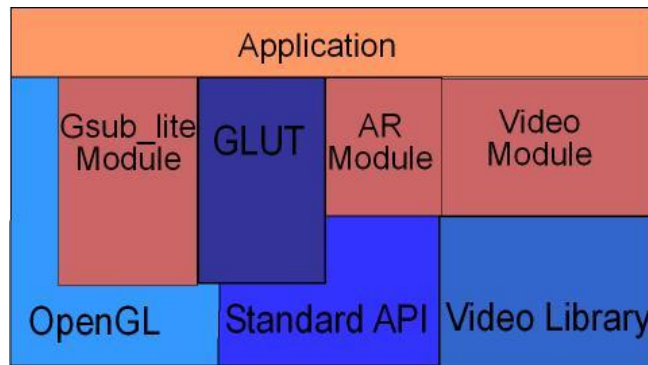 Application
Gsub_lite
Module
GLUT
AR
Module
Video
Module
OpenGL
Standard API
Video Library